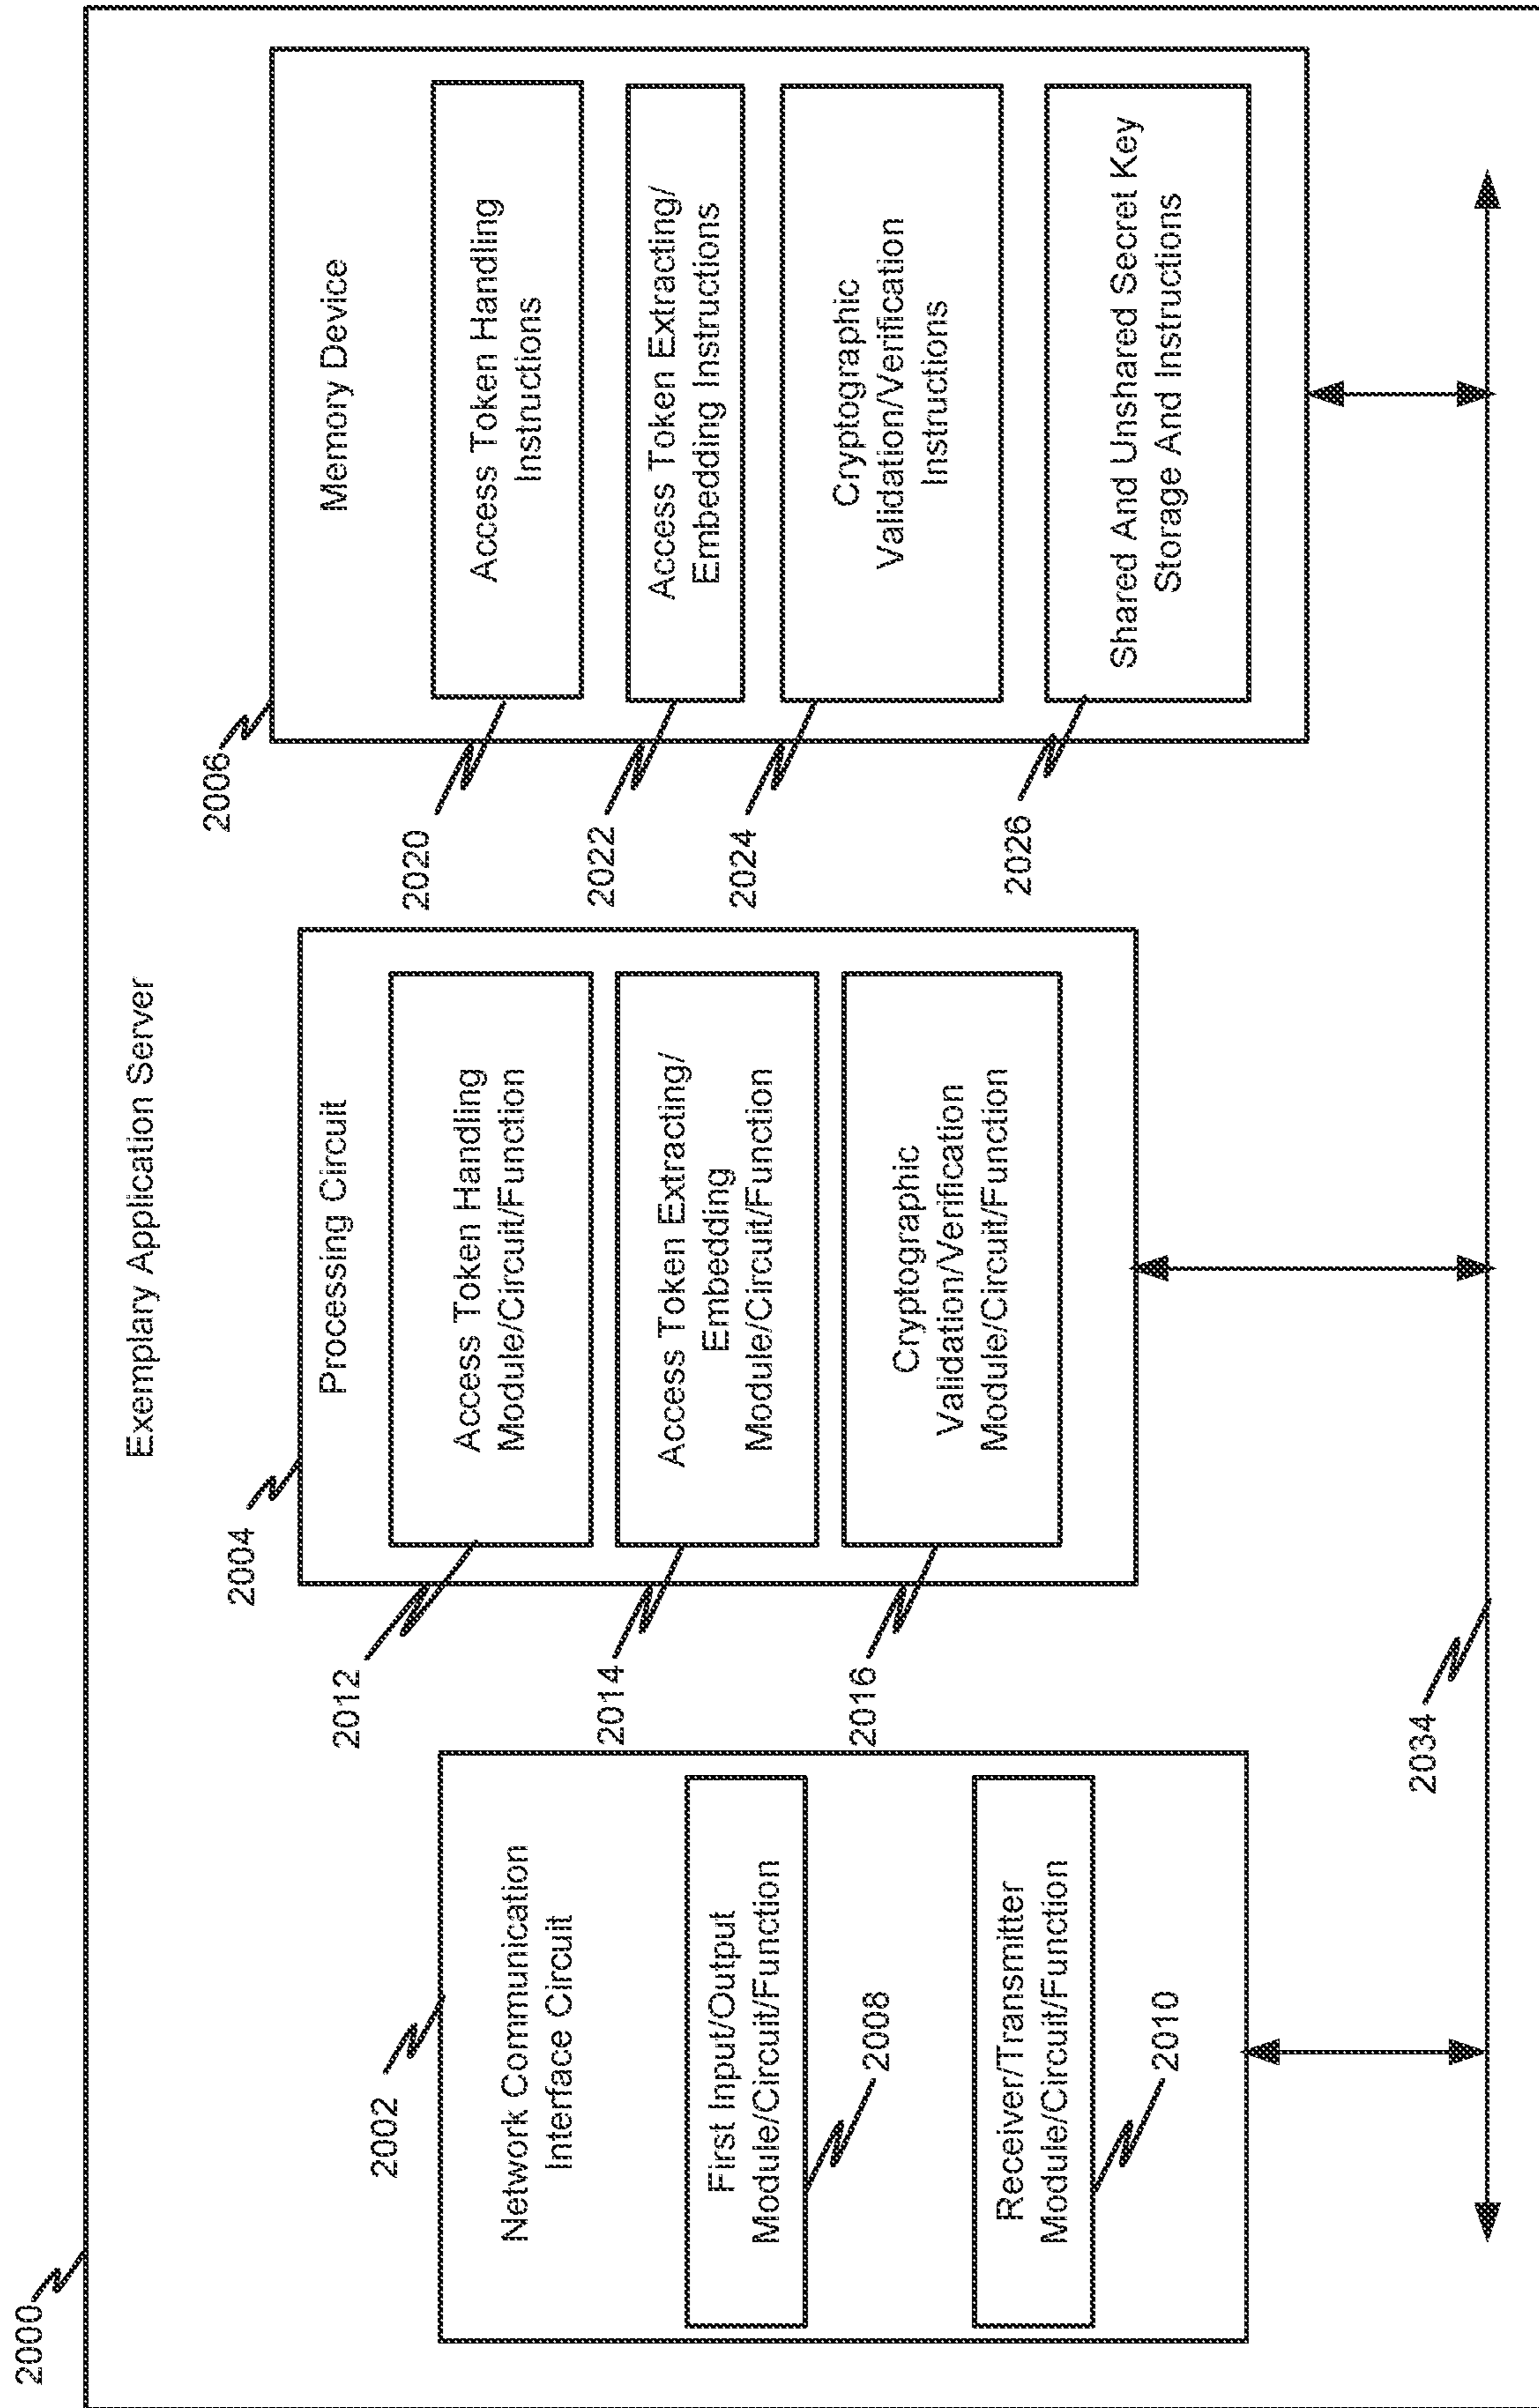 2000
Exemplary Application Server
2002
Network Communication
Interface Circuit
First Input/Output
Module/Circuit/Function
2008
Receiver/Transmitter
Module/Circuit/Function
2010
2004
Processing Circuit
2012
Access Token Handling
Module/Circuit/Function
2014
Access Token Extracting/
Embedding
Module/Circuit/Function
2016
Cryptographic
Validation/Verification
Module/Circuit/Function
2006
Memory Device
2020
Access Token Handling
Instructions
2022
Access Token Extracting/
Embedding Instructions
2024
Cryptographic
Validation/Verification
Instructions
2026
Shared And Unshared Secret Key
Storage And Instructions
2034